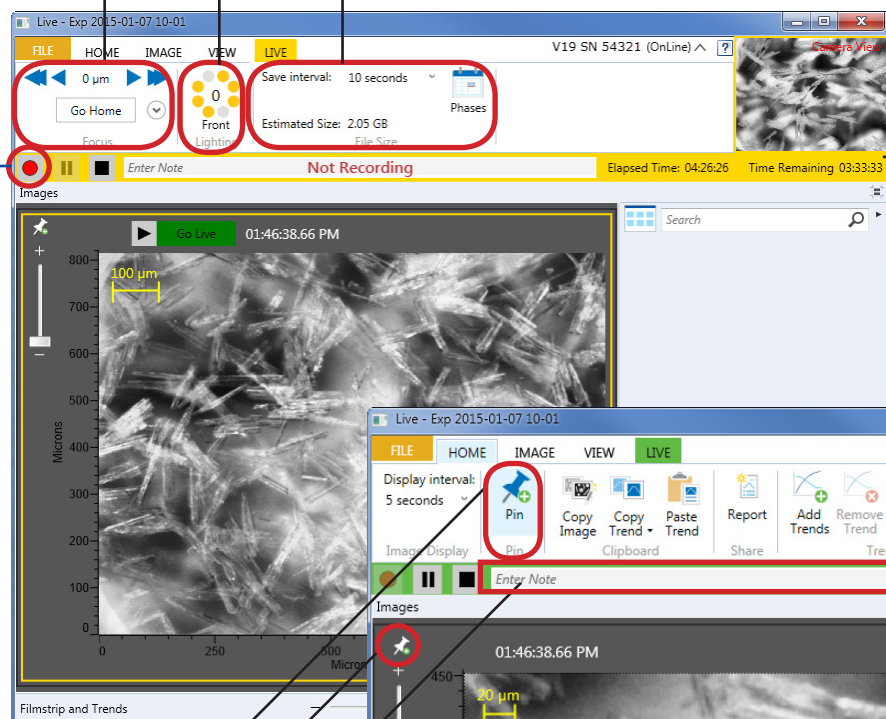 Live - Exp 2015-01-07 10-01
FILE HOME IMAGE VIEW LIVE
V19 SN 54321 (OnLine) ?
Camera View
0 µm
Go Home
Focus
0
Front
Lighting
Save interval: 10 seconds
Estimated Size: 2.05 GB
File Size
Phases
Enter Note
Not Recording
Elapsed Time: 04:26:26
Time Remaining 03:33:33
Images
Search
Go Live
01:46:38.66 PM
100 µm
800
700
600
500
400
300
200
100
0
Microns
0 250 500
Micron
Filmstrip and Trends
Live - Exp 2015-01-07 10-01
FILE HOME IMAGE VIEW LIVE
Display interval:
5 seconds
Image Display
Pin
Pin
Copy Image
Copy Trend
Paste Trend
Clipboard
Report
Share
Add Trends
Remove Trend
Tre
Enter Note
Images
01:46:38.66 PM
450
20 µm